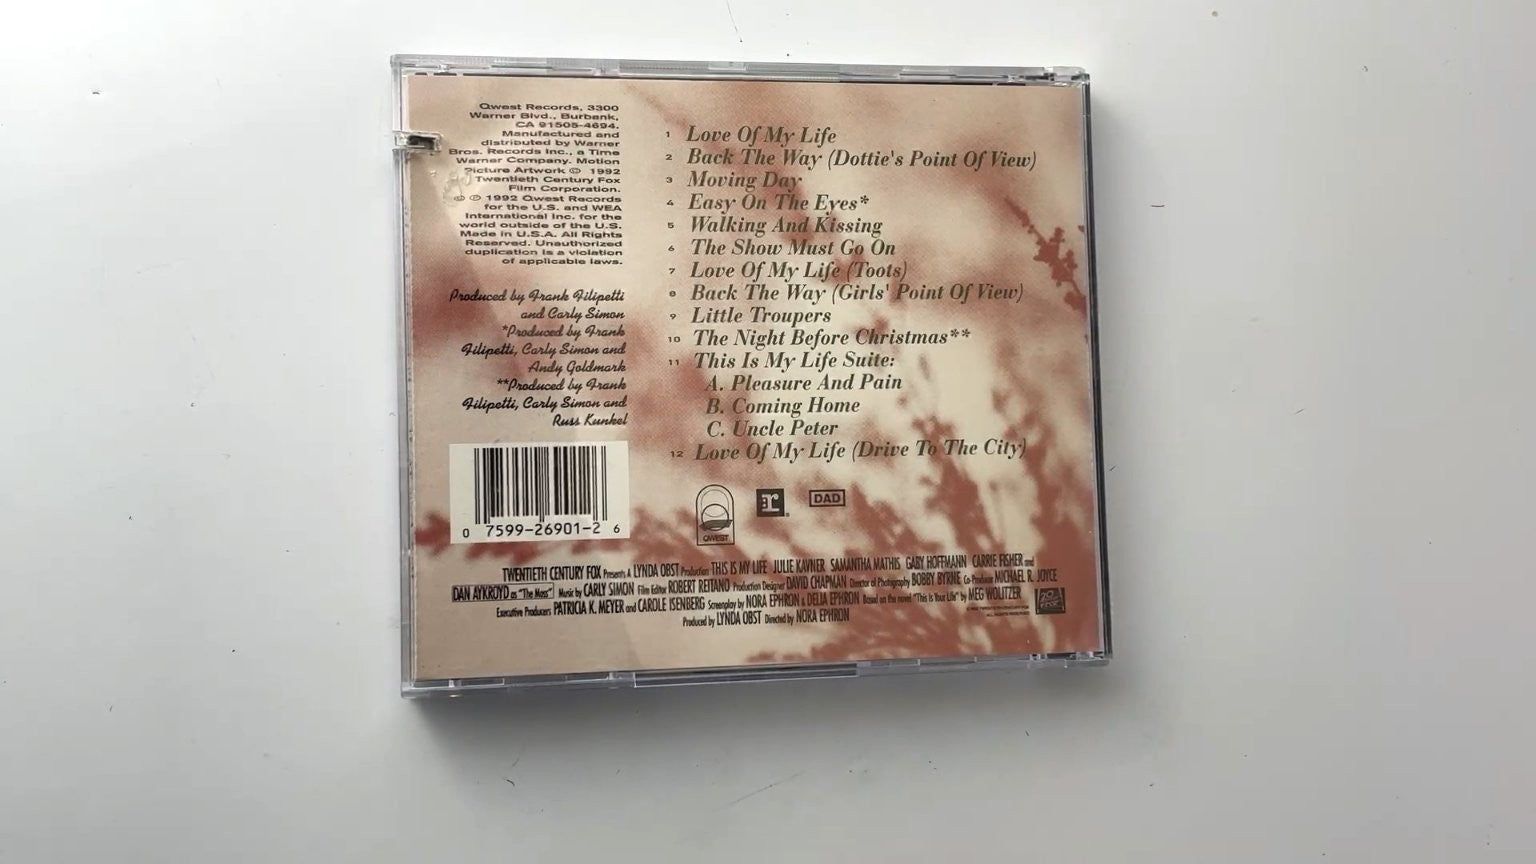 Qwest Records, 3300
Warner Blvd., Burbank,
CA 91505-4694.
Manufactured and
distributed by Warner
Bros. Records Inc., a Time
Warner Company. Motion
Picture Artwork © 1992
Twentieth Century Fox
Film Corporation.
© ℗ 1992 Qwest Records
for the U.S. and WEA
International Inc. for the
world outside of the U.S.
Made in U.S.A. All Rights
Reserved. Unauthorized
duplication is a violation
of applicable laws.
Produced by Frank Filipetti
and Carly Simon
*Produced by Frank
Filipetti, Carly Simon and
Andy Goldmark
**Produced by Frank
Filipetti, Carly Simon and
Russ Kunkel
0 7599-26901-2 6
1 Love Of My Life
2 Back The Way (Dottie's Point Of View)
3 Moving Day
4 Easy On The Eyes*
5 Walking And Kissing
6 The Show Must Go On
7 Love Of My Life (Toots)
8 Back The Way (Girls' Point Of View)
9 Little Troupers
10 The Night Before Christmas**
11 This Is My Life Suite:
A. Pleasure And Pain
B. Coming Home
C. Uncle Peter
12 Love Of My Life (Drive To The City)
QWEST
r
DAD
TWENTIETH CENTURY FOX Presents A LYNDA OBST Production THIS IS MY LIFE JULIE KAVNER SAMANTHA MATHIS GABY HOFFMANN CARRIE FISHER and
DAN AYKROYD as "The Moss" Music by CARLY SIMON Film Editor ROBERT REITANO Production Designer DAVID CHAPMAN Director of Photography BOBBY BYRNE Co-Producer MICHAEL R. JOYCE
Executive Producers PATRICIA K. MEYER and CAROLE ISENBERG Screenplay by NORA EPHRON & DELIA EPHRON Based on the novel "This is Your Life" by MEG WOLITZER
Produced by LYNDA OBST Directed by NORA EPHRON